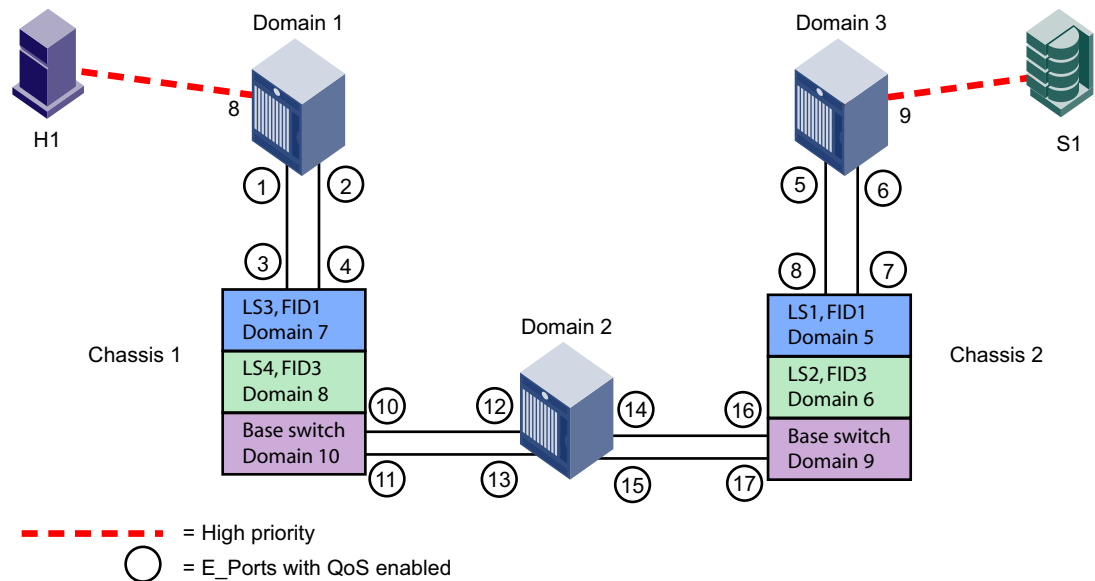 Domain 1
Domain 3
H1
8
9
S1
1
2
5
6
3
4
8
7
LS3, FID1
Domain 7
LS1, FID1
Domain 5
Chassis 1
Domain 2
Chassis 2
LS4, FID3
Domain 8
LS2, FID3
Domain 6
10
12
14
16
Base switch
Domain 10
Base switch
Domain 9
11
13
15
17
= High priority
= E_Ports with QoS enabled